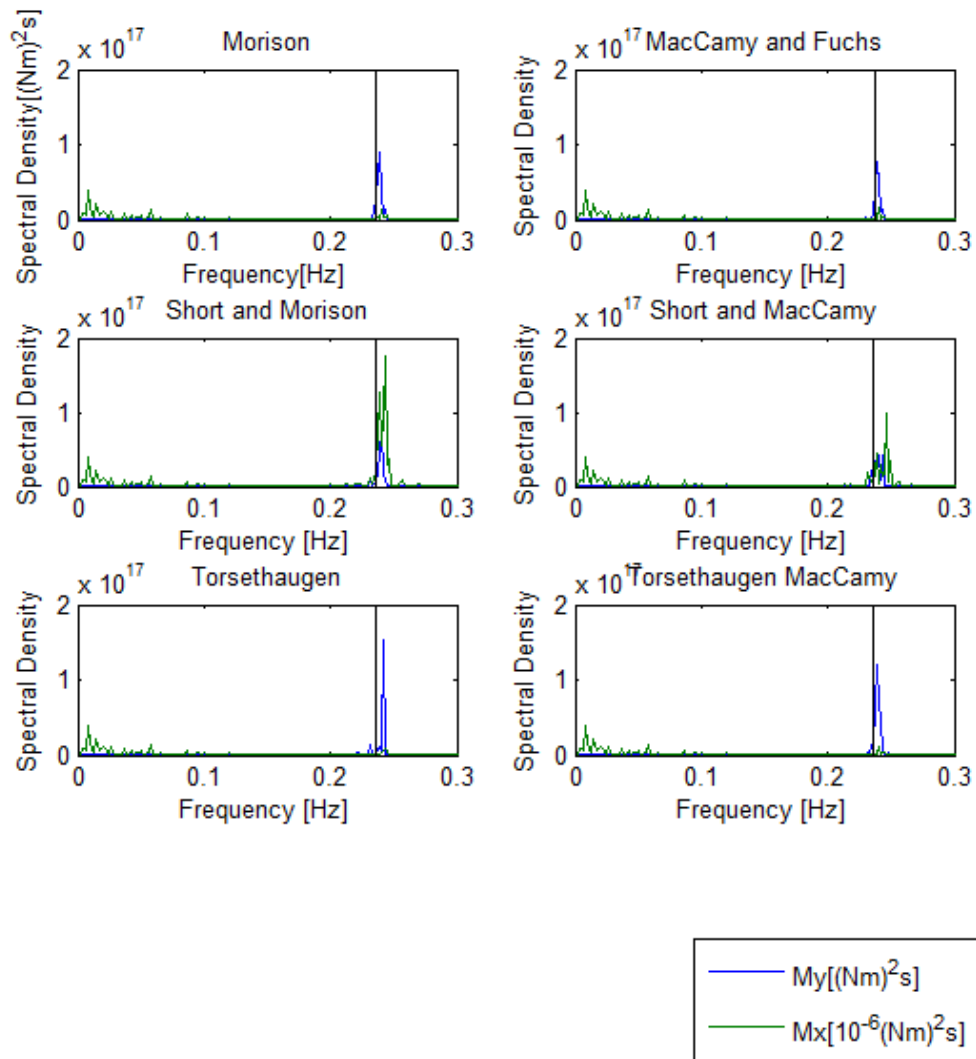 x 10^17 Morison
Spectral Density[(Nm)^2s]
2
1
0
0 0.1 0.2 0.3
Frequency[Hz]
x 10^17 MacCamy and Fuchs
Spectral Density
2
1
0
0 0.1 0.2 0.3
Frequency [Hz]
x 10^17 Short and Morison
Spectral Density
2
1
0
0 0.1 0.2 0.3
Frequency [Hz]
x 10^17 Short and MacCamy
Spectral Density
2
1
0
0 0.1 0.2 0.3
Frequency [Hz]
x 10^17 Torsethaugen
Spectral Density
2
1
0
0 0.1 0.2 0.3
Frequency [Hz]
x 10^17 Torsethaugen MacCamy
Spectral Density
2
1
0
0 0.1 0.2 0.3
Frequency [Hz]
My[(Nm)^2s]
Mx[10^-6(Nm)^2s]